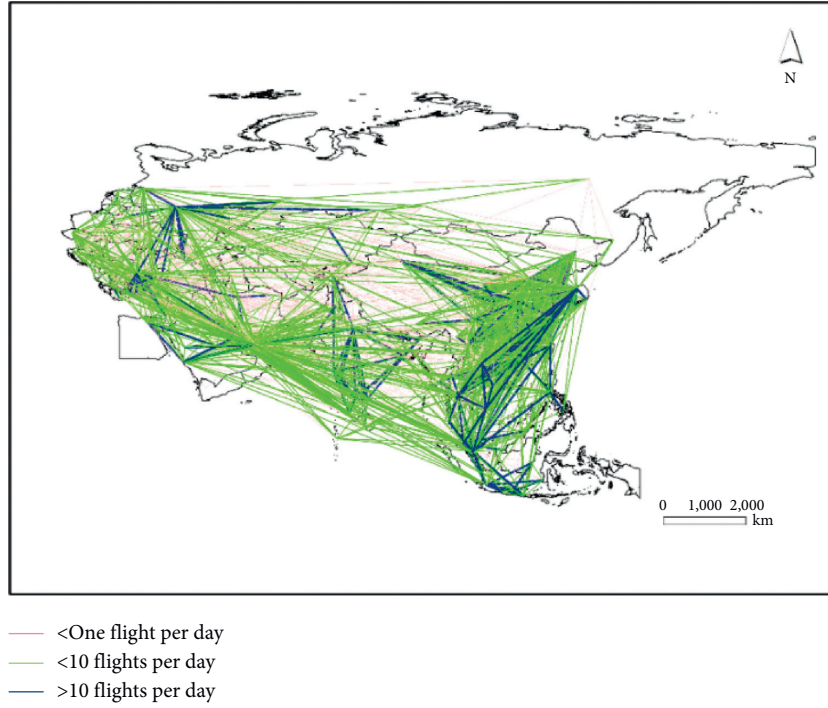 N
0 1,000 2,000
km
<One flight per day
<10 flights per day
>10 flights per day